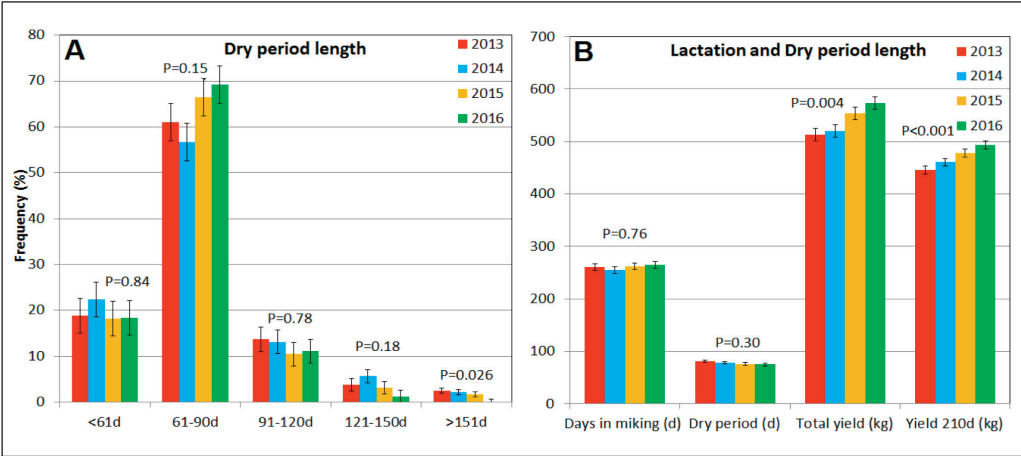 A
Dry period length
2013
2014
2015
2016
Frequency (%)
80
70
60
50
40
30
20
10
0
P=0.84
P=0.15
P=0.78
P=0.18
P=0.026
<61d
61-90d
91-120d
121-150d
>151d
B
Lactation and Dry period length
2013
2014
2015
2016
700
600
500
400
300
200
100
0
P=0.76
P=0.30
P=0.004
P<0.001
Days in miking (d)
Dry period (d)
Total yield (kg)
Yield 210d (kg)